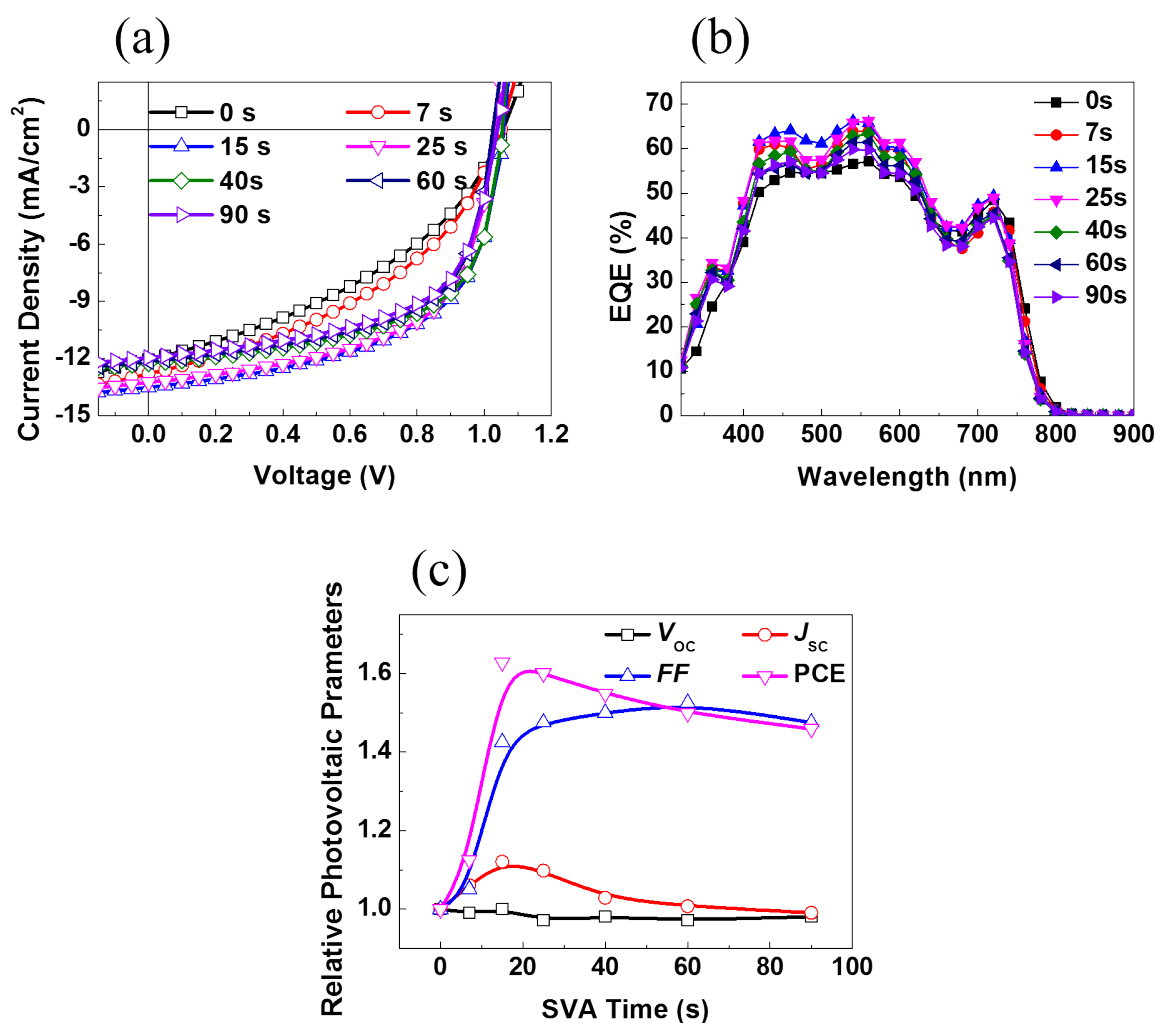 (a)
Current Density (mA/cm²)
0 s 7 s
15 s 25 s
40s 60 s
90 s
0
-3
-6
-9
-12
-15
0.0 0.2 0.4 0.6 0.8 1.0 1.2
Voltage (V)
(b)
EQE (%)
70
60
50
40
30
20
10
0
0s
7s
15s
25s
40s
60s
90s
400 500 600 700 800 900
Wavelength (nm)
(c)
Relative Photovoltaic Prameters
VOC JSC
FF PCE
1.6
1.4
1.2
1.0
0 20 40 60 80 100
SVA Time (s)